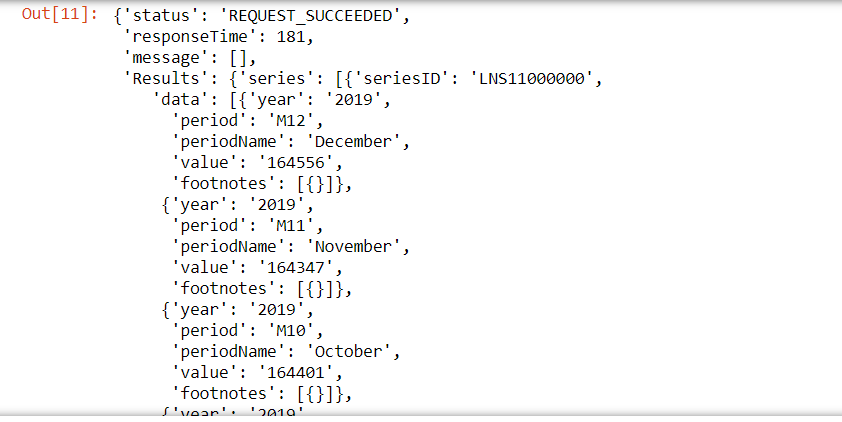 Out[11]: {'status': 'REQUEST_SUCCEEDED',
'responseTime': 181,
'message': [],
'Results': {'series': [{'seriesID': 'LNS11000000',
'data': [{'year': '2019',
'period': 'M12',
'periodName': 'December',
'value': '164556',
'footnotes': [{}]},
{'year': '2019',
'period': 'M11',
'periodName': 'November',
'value': '164347',
'footnotes': [{}]},
{'year': '2019',
'period': 'M10',
'periodName': 'October',
'value': '164401',
'footnotes': [{}]},
{'year': '2019